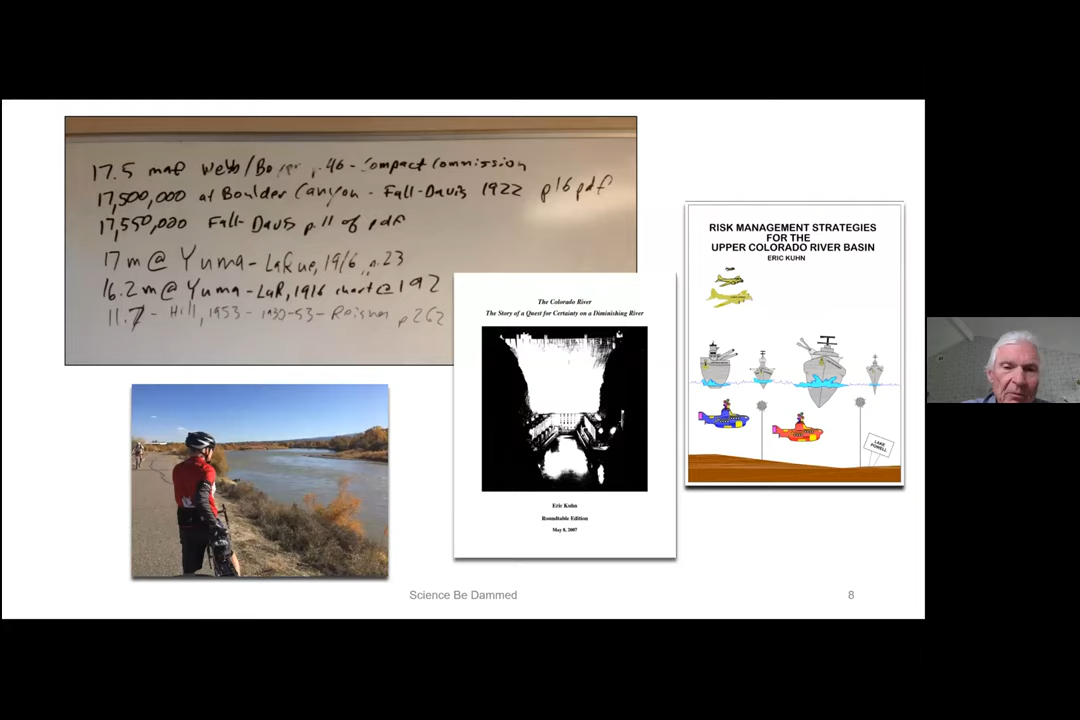 17.5 maf Webb/Bo p.46 - Compact Commission
17,500,000 at Boulder Canyon - Fall-Davis 1922 p16 pdf
17,550,000 Fall-Davis p.11 of pdf
17 m @ Yuma - LaRue, 1916, p.23
16.2 m @ Yuma - LaR, 1916 chart @ 192
11.7 - Hill, 1953 - 1930-53 - Reisner p262
The Colorado River
The Story of a Quest for Certainty on a Diminishing River
Eric Kuhn
Roundtable Edition
May 8, 2007
RISK MANAGEMENT STRATEGIES
FOR THE
UPPER COLORADO RIVER BASIN
ERIC KUHN
LAKE
POWELL
Science Be Dammed
8